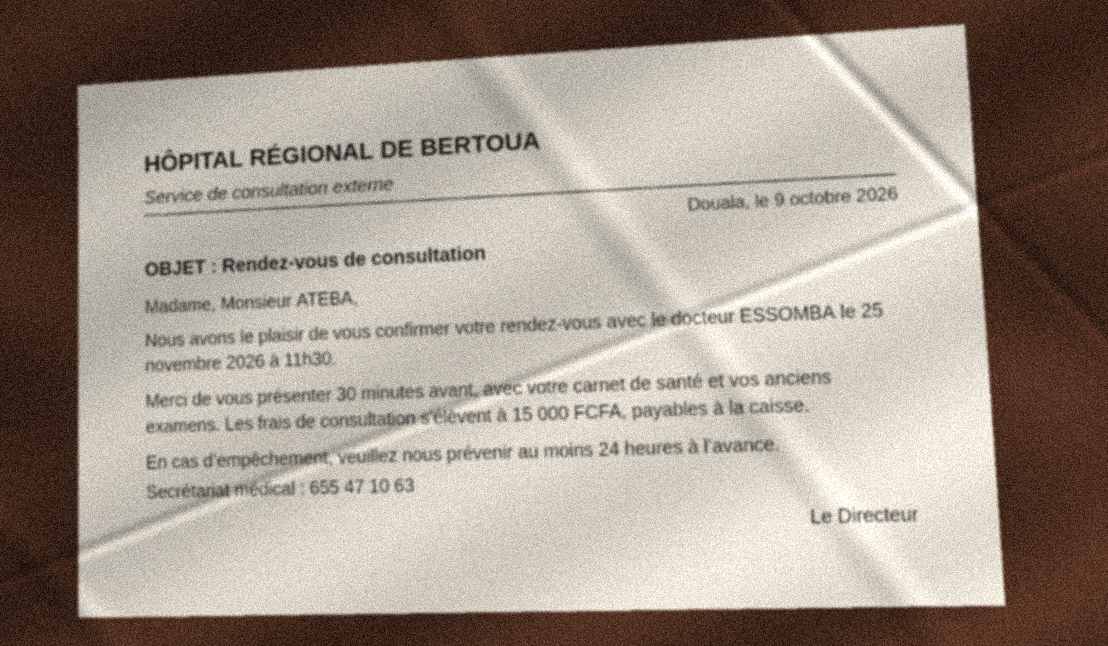 HÔPITAL RÉGIONAL DE BERTOUA
Service de consultation externe
Douala, le 9 octobre 2026
OBJET : Rendez-vous de consultation
Madame, Monsieur ATEBA,
Nous avons le plaisir de vous confirmer votre rendez-vous avec le docteur ESSOMBA le 25
novembre 2026 à 11h30.
Merci de vous présenter 30 minutes avant, avec votre carnet de santé et vos anciens
examens. Les frais de consultation s'élèvent à 15 000 FCFA, payables à la caisse.
En cas d'empêchement, veuillez nous prévenir au moins 24 heures à l'avance.
Secrétariat médical : 655 47 10 63
Le Directeur